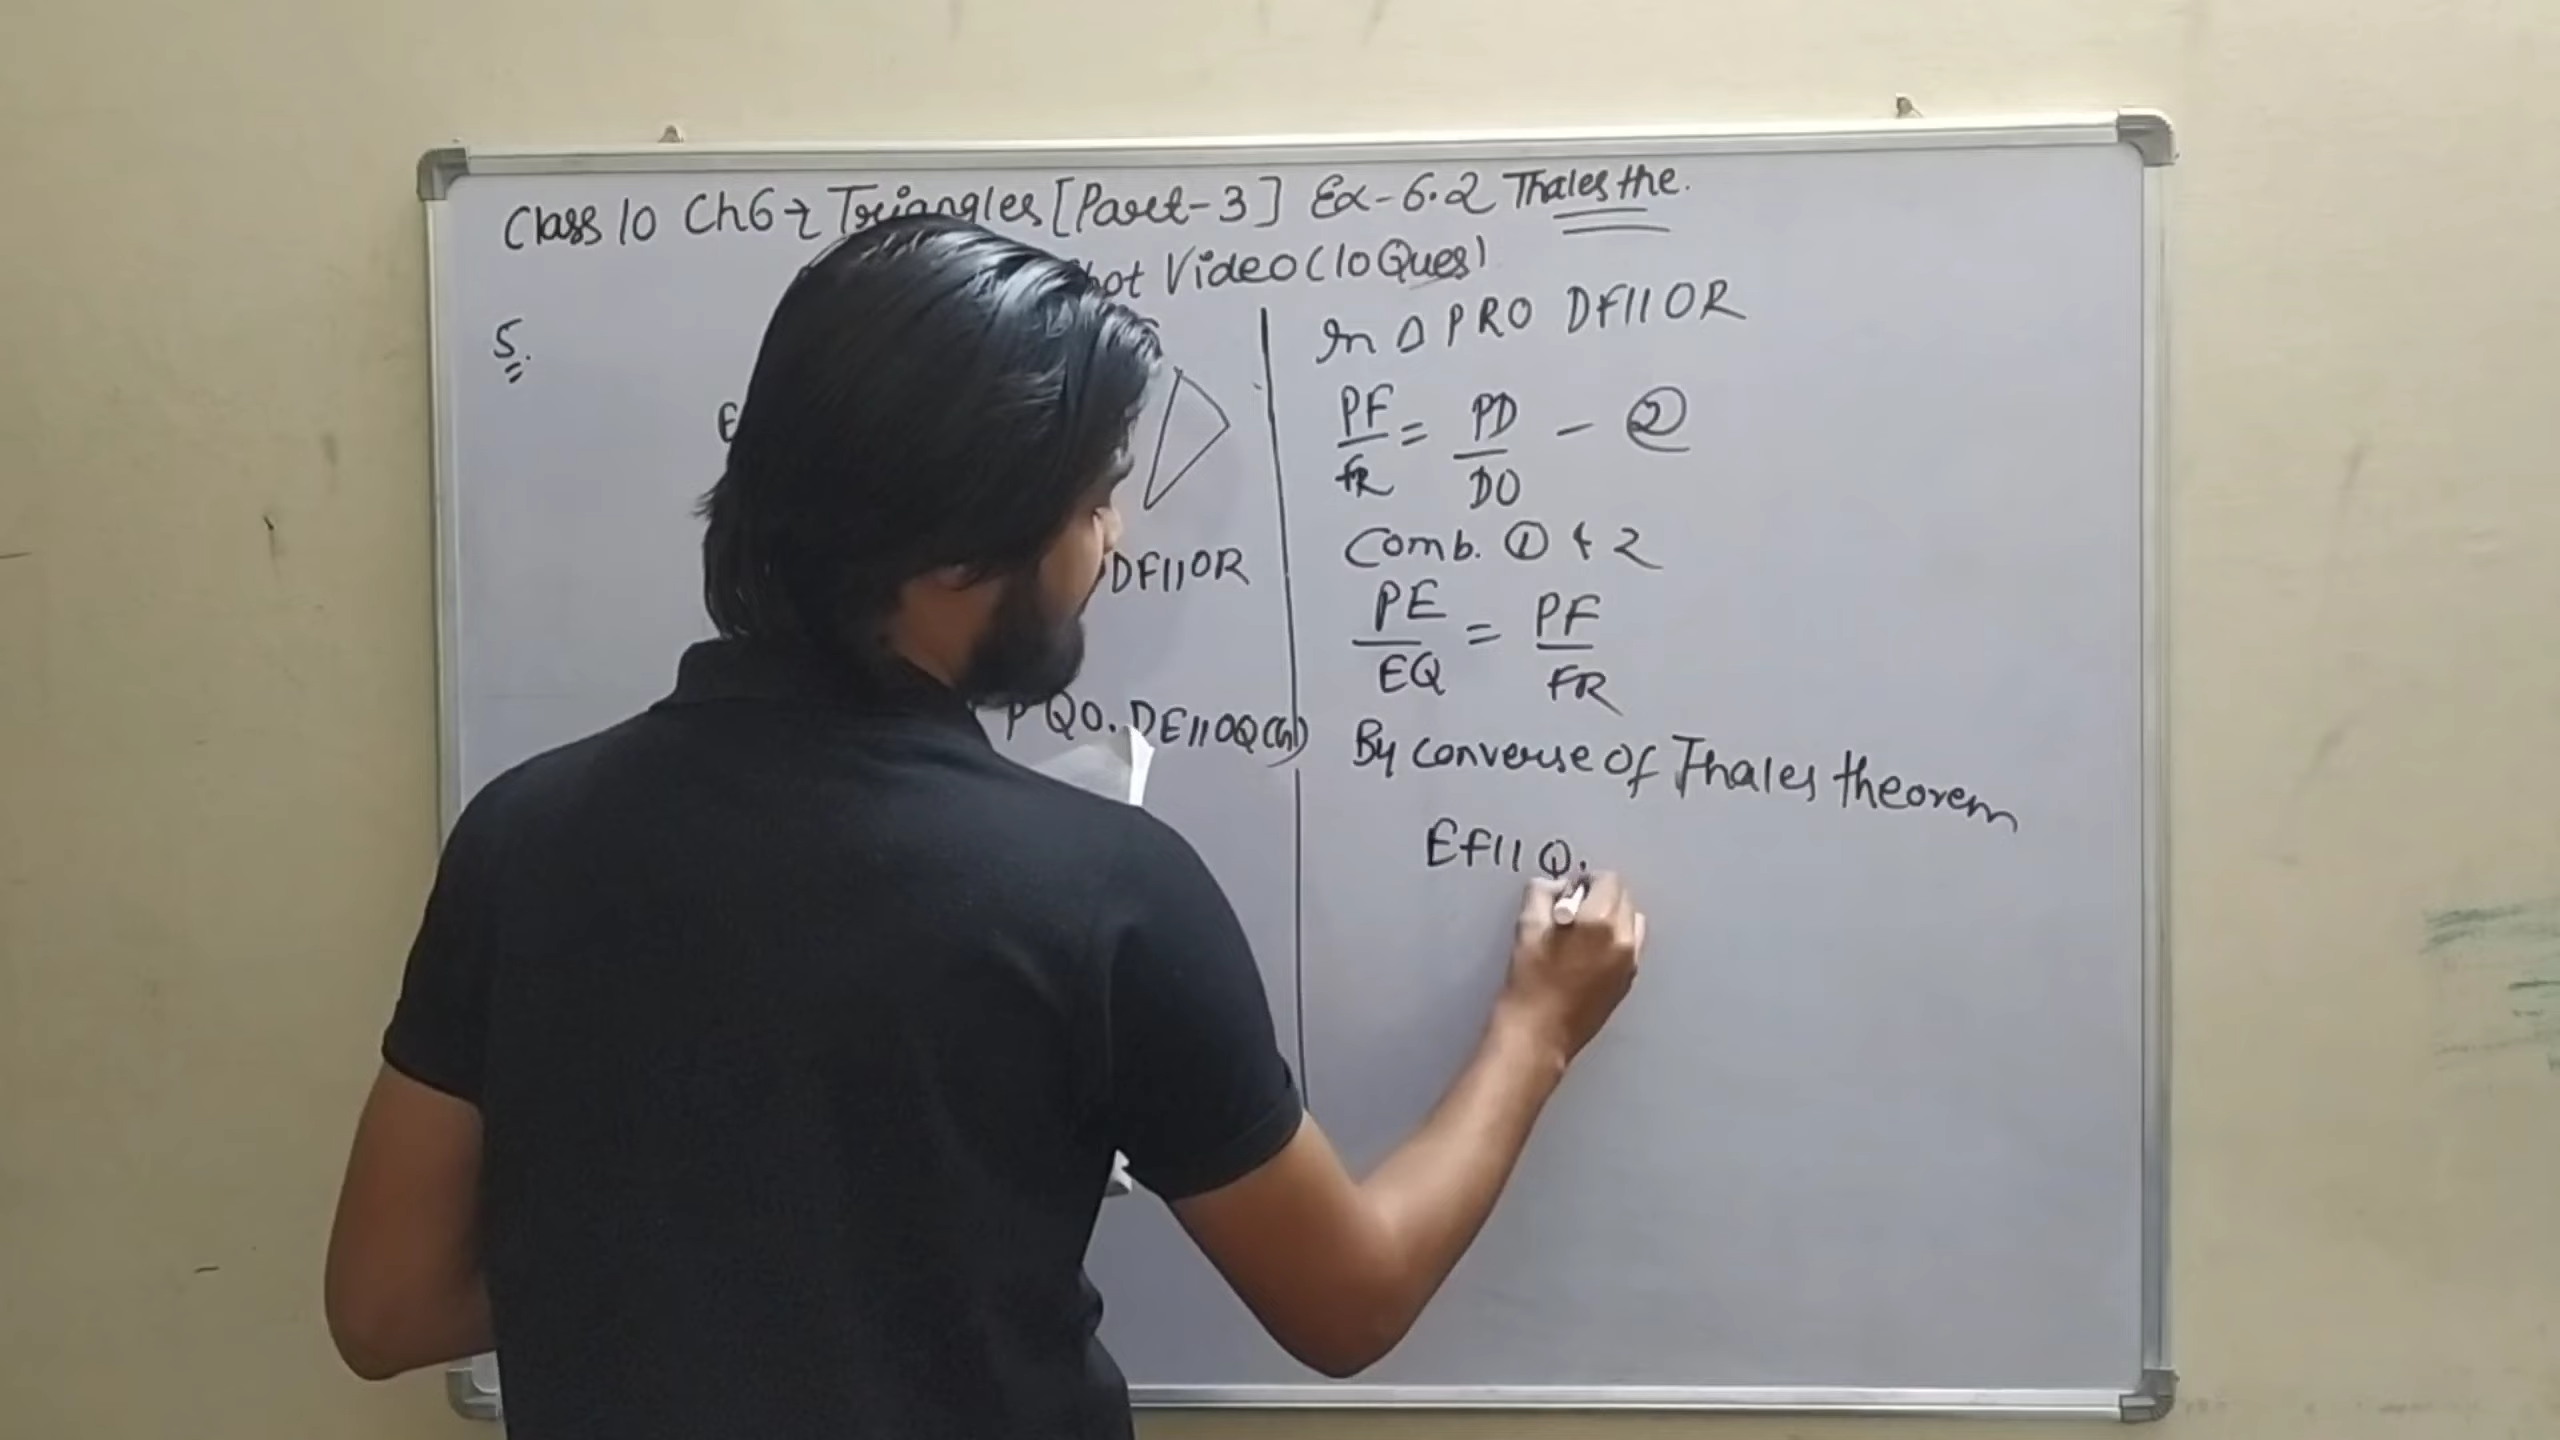 Class 10 Ch6 → Triangles [Part-3] Ex-6.2 Thales the.
Video (10 Ques)
5.
E
DF||OR
P Q O. DE||OQ
In Δ PRO DF||OR
PF/FR = PD/DO - ②
Comb. ① & 2
PE/EQ = PF/FR
By converse of Thales theorem
EF||Q